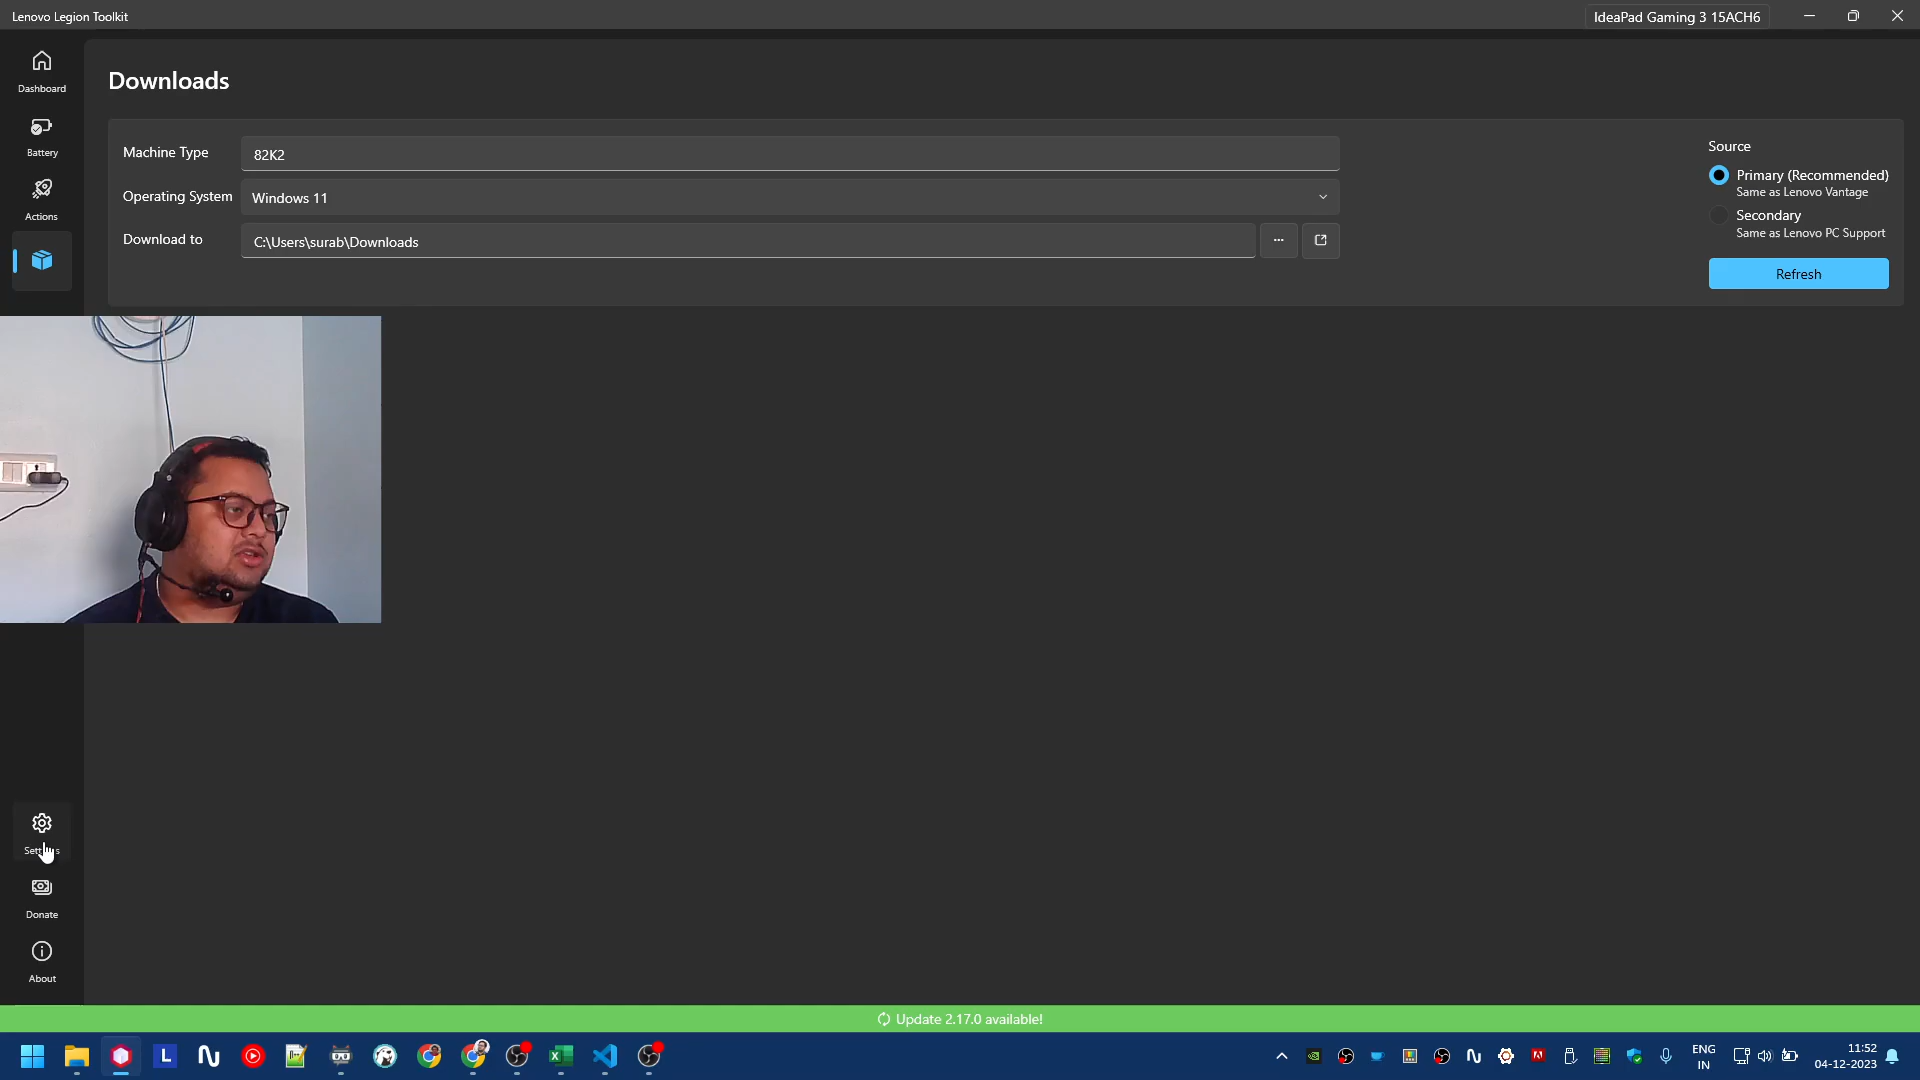 Lenovo Legion Toolkit
IdeaPad Gaming 3 15ACH6
Dashboard
Battery
Actions
Downloads
Machine Type
82K2
Operating System
Windows 11
Download to
C:\Users\surab\Downloads
...
Source
Primary (Recommended)
Same as Lenovo Vantage
Secondary
Same as Lenovo PC Support
Refresh
Settings
Donate
About
Update 2.17.0 available!
L
X
ENG
IN
11:52
04-12-2023